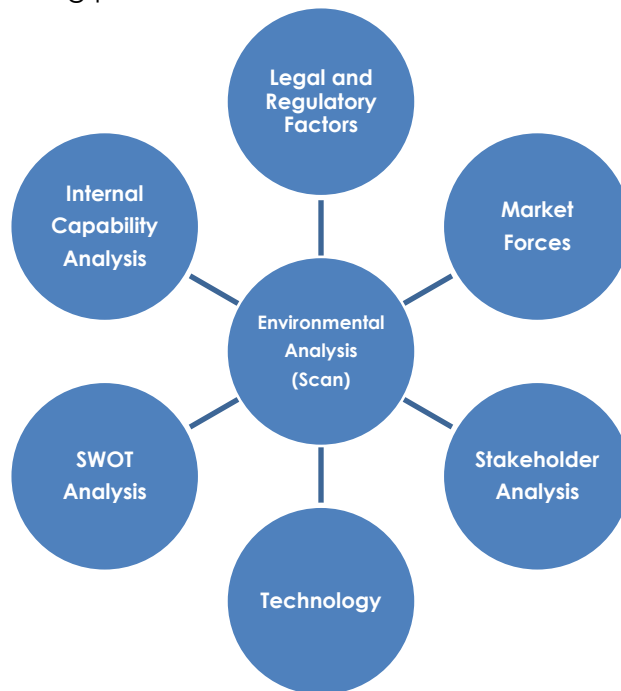 Legal and
Regulatory
Factors
Internal
Capability
Analysis
Market
Forces
Environmental
Analysis
(Scan)
SWOT
Analysis
Stakeholder
Analysis
Technology